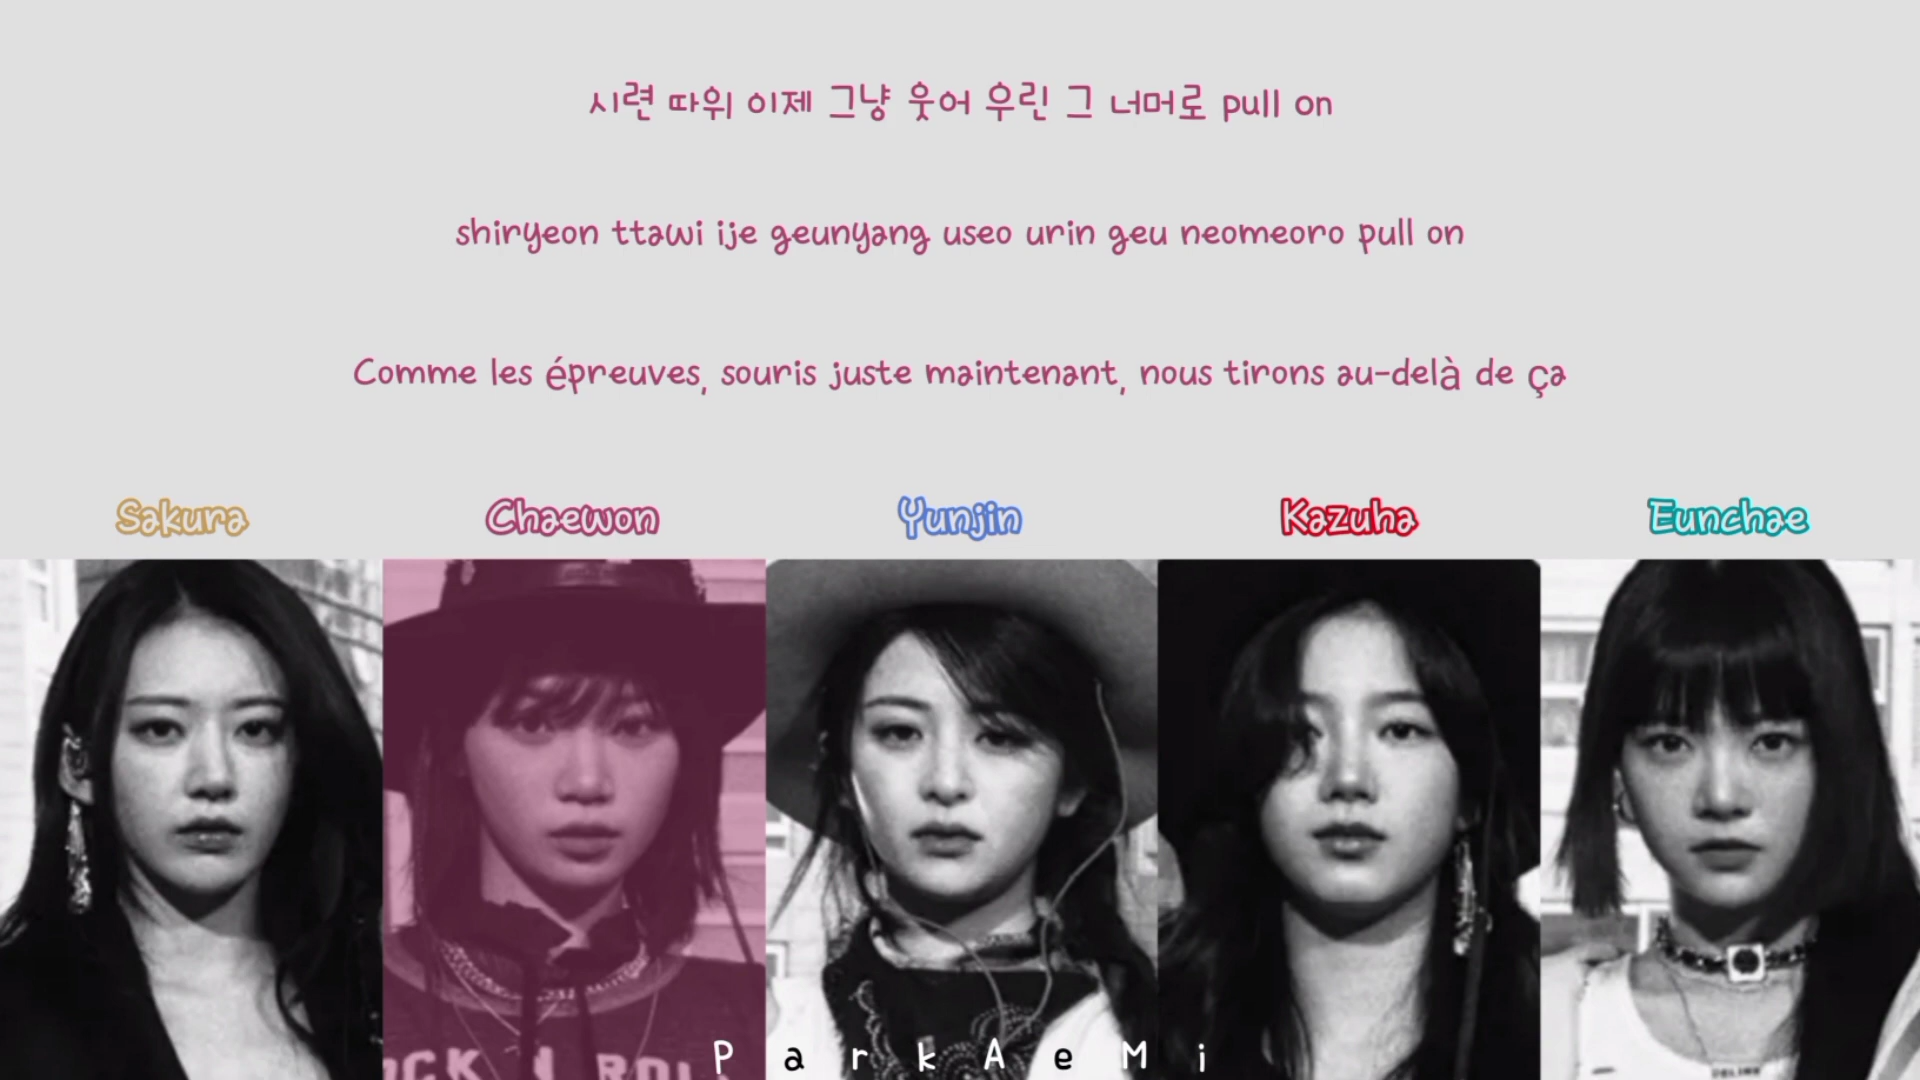 시련 따위 이제 그냥 웃어 우린 그 너머로 pull on
shiryeon ttawi ije geunyang useo urin geu neomeoro pull on
Comme les épreuves, souris juste maintenant, nous tirons au-delà de ça
Sakura Chaewon Yunjin Kazuha Eunchae
ParkAeMi